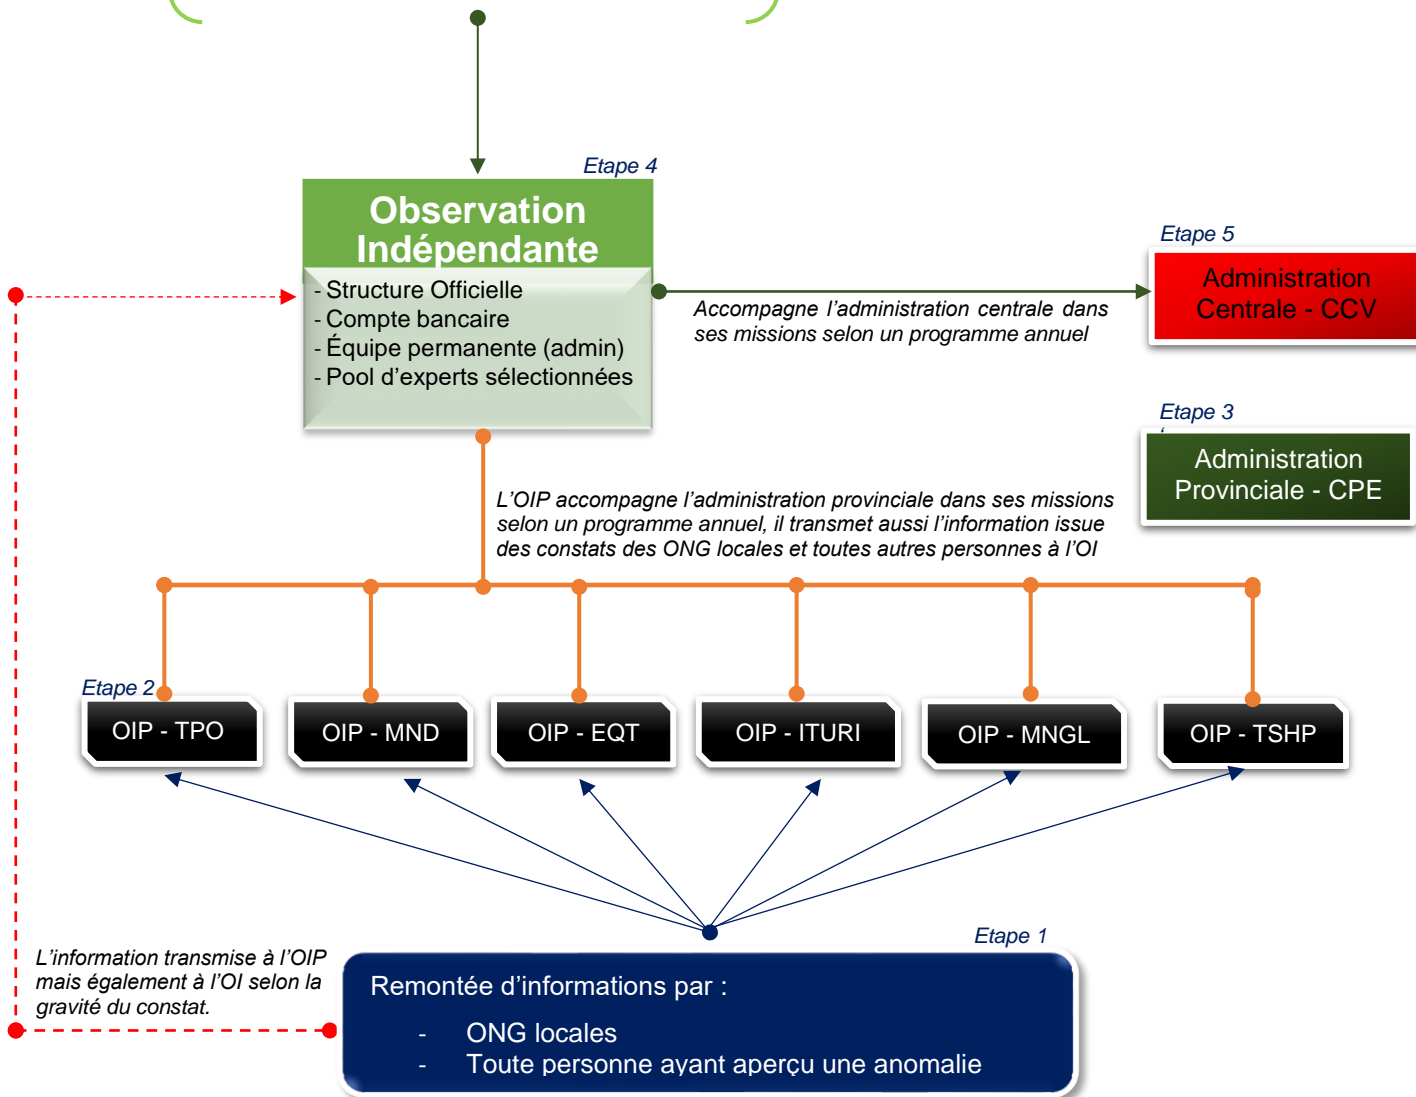 Etape 4
Observation
Indépendante
- Structure Officielle
- Compte bancaire
- Équipe permanente (admin)
- Pool d'experts sélectionnées
Accompagne l'administration centrale dans
ses missions selon un programme annuel
Etape 5
Administration
Centrale - CCV
Etape 3
Administration
Provinciale - CPE
L'OIP accompagne l'administration provinciale dans ses missions
selon un programme annuel, il transmet aussi l'information issue
des constats des ONG locales et toutes autres personnes à l'OI
Etape 2
OIP - TPO
OIP - MND
OIP - EQT
OIP - ITURI
OIP - MNGL
OIP - TSHP
L'information transmise à l'OIP
mais également à l'OI selon la
gravité du constat.
Etape 1
Remontée d'informations par :
- ONG locales
- Toute personne ayant aperçu une anomalie